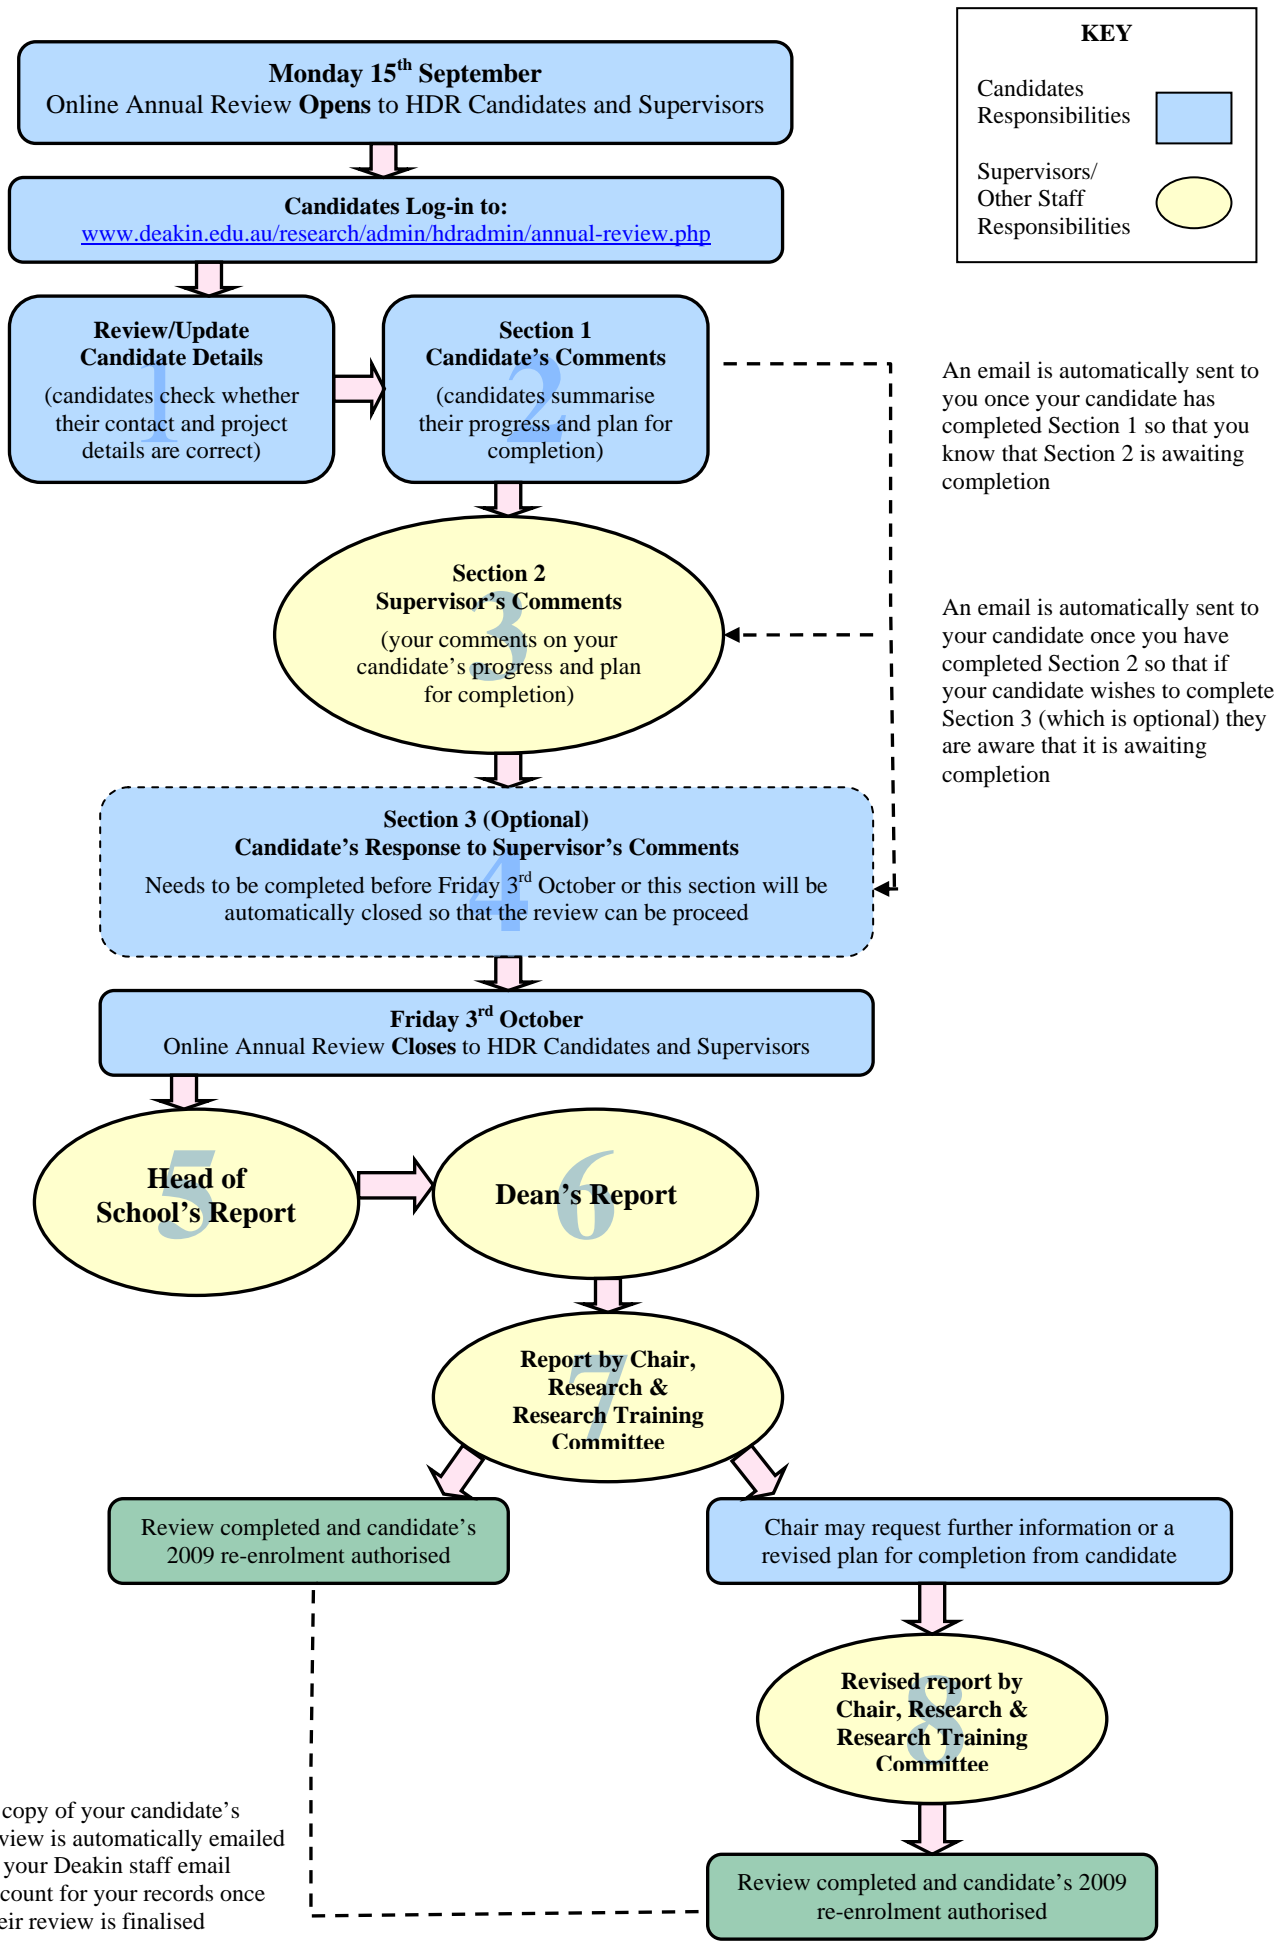 KEY
Candidates
Responsibilities
Supervisors/
Other Staff
Responsibilities
Monday 15th September
Online Annual Review Opens to HDR Candidates and Supervisors
Candidates Log-in to:
www.deakin.edu.au/research/admin/hdradmin/annual-review.php
1
Review/Update
Candidate Details
(candidates check whether
their contact and project
details are correct)
2
Section 1
Candidate's Comments
(candidates summarise
their progress and plan for
completion)
An email is automatically sent to
you once your candidate has
completed Section 1 so that you
know that Section 2 is awaiting
completion
3
Section 2
Supervisor's Comments
(your comments on your
candidate's progress and plan
for completion)
An email is automatically sent to
your candidate once you have
completed Section 2 so that if
your candidate wishes to complete
Section 3 (which is optional) they
are aware that it is awaiting
completion
4
Section 3 (Optional)
Candidate's Response to Supervisor's Comments
Needs to be completed before Friday 3rd October or this section will be
automatically closed so that the review can be proceed
Friday 3rd October
Online Annual Review Closes to HDR Candidates and Supervisors
5
Head of
School's Report
6
Dean's Report
7
Report by Chair,
Research &
Research Training
Committee
Review completed and candidate's
2009 re-enrolment authorised
Chair may request further information or a
revised plan for completion from candidate
8
Revised report by
Chair, Research &
Research Training
Committee
copy of your candidate's
view is automatically emailed
your Deakin staff email
count for your records once
eir review is finalised
Review completed and candidate's 2009
re-enrolment authorised